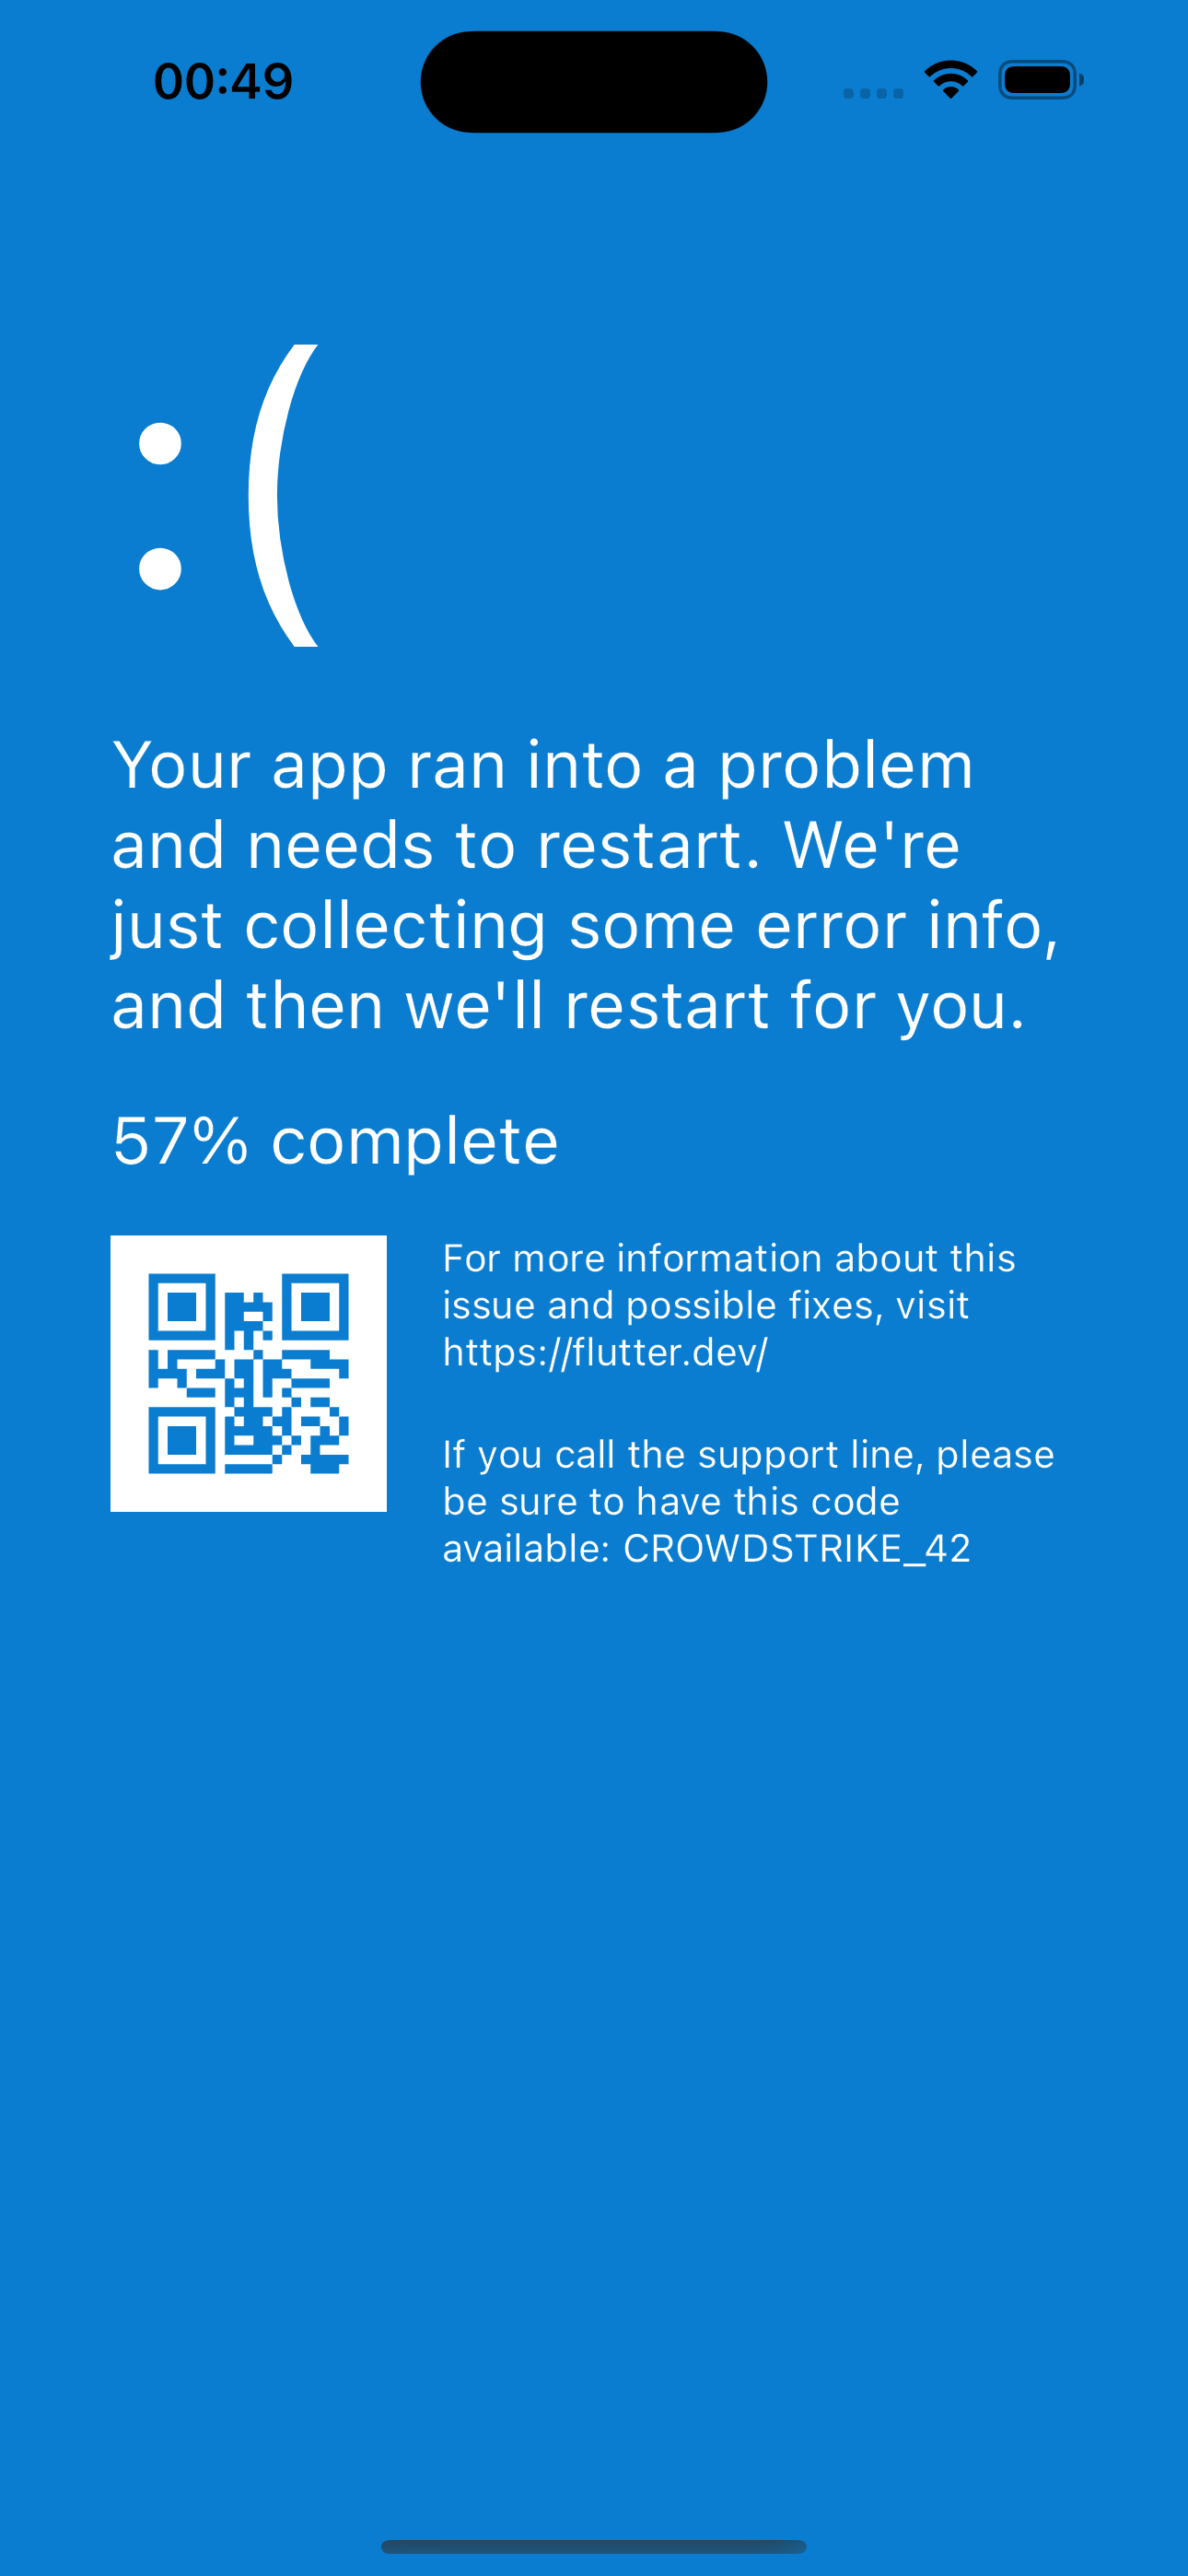 00:49
:(
Your app ran into a problem
and needs to restart. We're
just collecting some error info,
and then we'll restart for you.
57% complete
For more information about this
issue and possible fixes, visit
https://flutter.dev/
If you call the support line, please
be sure to have this code
available: CROWDSTRIKE_42